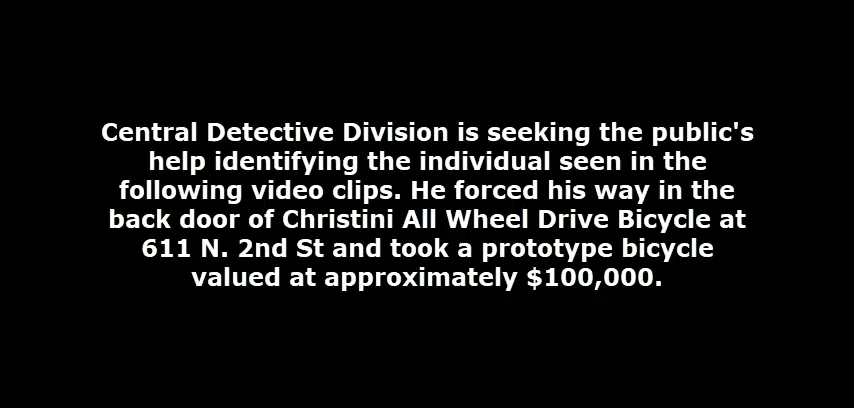 Central Detective Division is seeking the public's
help identifying the individual seen in the
following video clips. He forced his way in the
back door of Christini All Wheel Drive Bicycle at
611 N. 2nd St and took a prototype bicycle
valued at approximately $100,000.